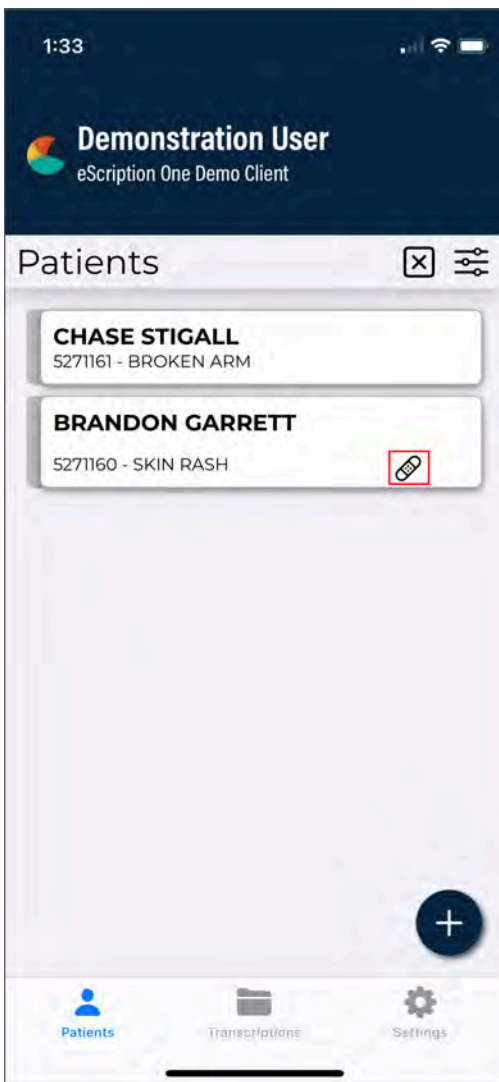 1:33
Demonstration User
eScription One Demo Client
Patients
CHASE STIGALL
5271161 - BROKEN ARM
BRANDON GARRETT
5271160 - SKIN RASH
Patients
Transcriptions
Settings